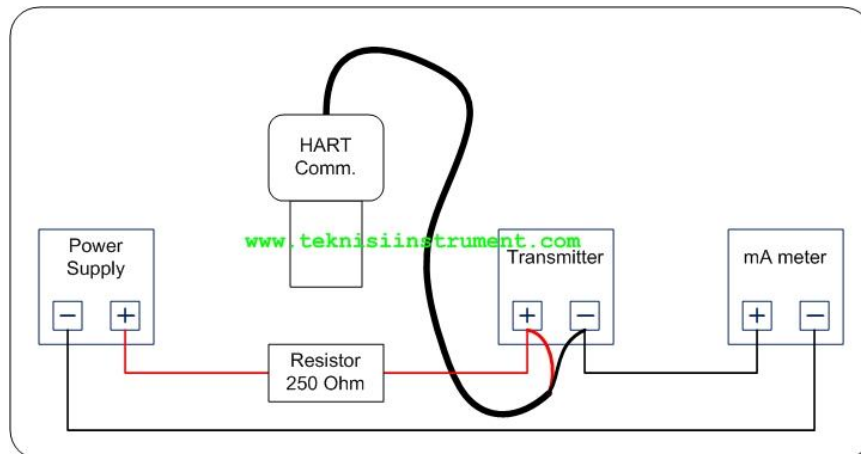 HART
Comm.
www.teknisiinstrument.com
Power
Supply
Transmitter
mA meter
− +
+ −
+ −
Resistor
250 Ohm